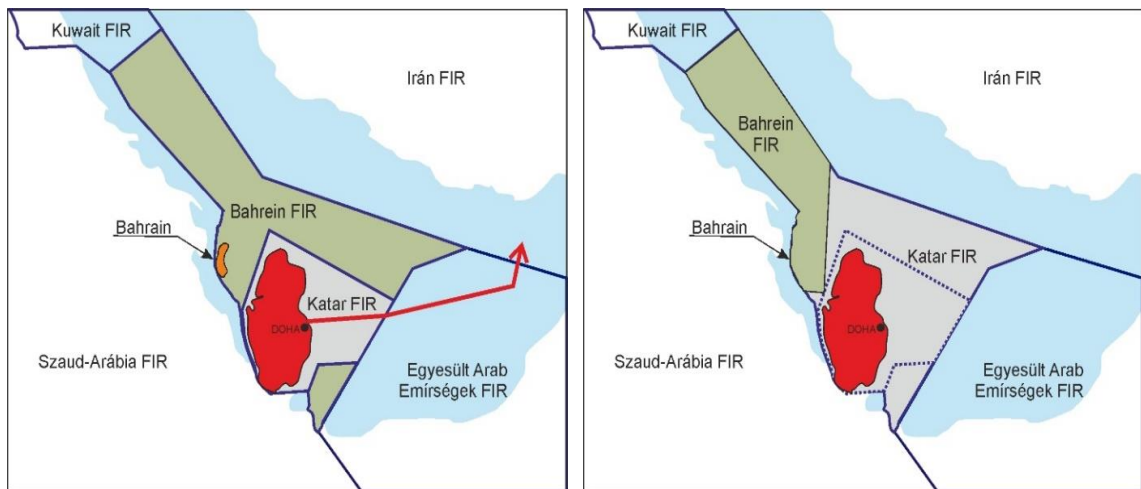 Kuwait FIR
Irán FIR
Bahrein FIR
Bahrain
Katar FIR
DOHA
Szaud-Arábia FIR
Egyesült Arab
Emírségek FIR
Kuwait FIR
Irán FIR
Bahrein
FIR
Bahrain
Katar FIR
DOHA
Szaud-Arábia FIR
Egyesült Arab
Emírségek FIR